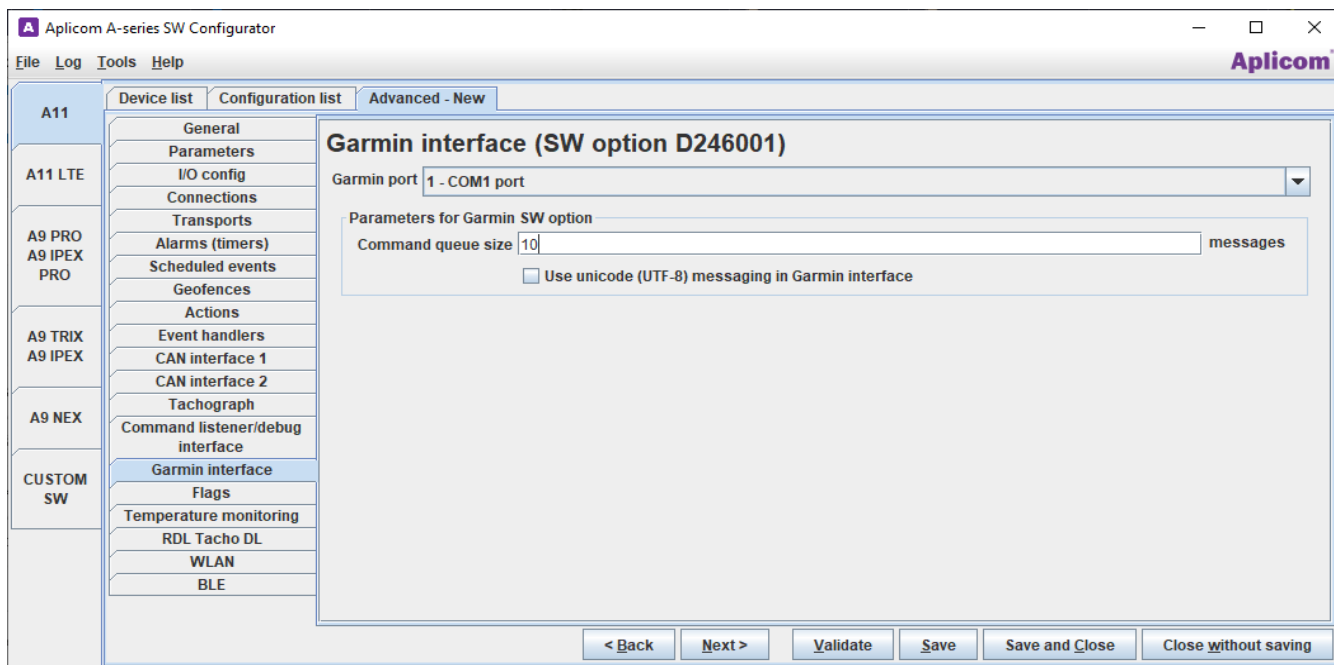 Aplicom A-series SW Configurator
File Log Tools Help
Aplicom
A11
A11 LTE
A9 PRO
A9 IPEX
PRO
A9 TRIX
A9 IPEX
A9 NEX
CUSTOM
SW
Device list Configuration list Advanced - New
General
Parameters
I/O config
Connections
Transports
Alarms (timers)
Scheduled events
Geofences
Actions
Event handlers
CAN interface 1
CAN interface 2
Tachograph
Command listener/debug
interface
Garmin interface
Flags
Temperature monitoring
RDL Tacho DL
WLAN
BLE
Garmin interface (SW option D246001)
Garmin port 1 - COM1 port
Parameters for Garmin SW option
Command queue size 10 messages
Use unicode (UTF-8) messaging in Garmin interface
< Back Next > Validate Save Save and Close Close without saving